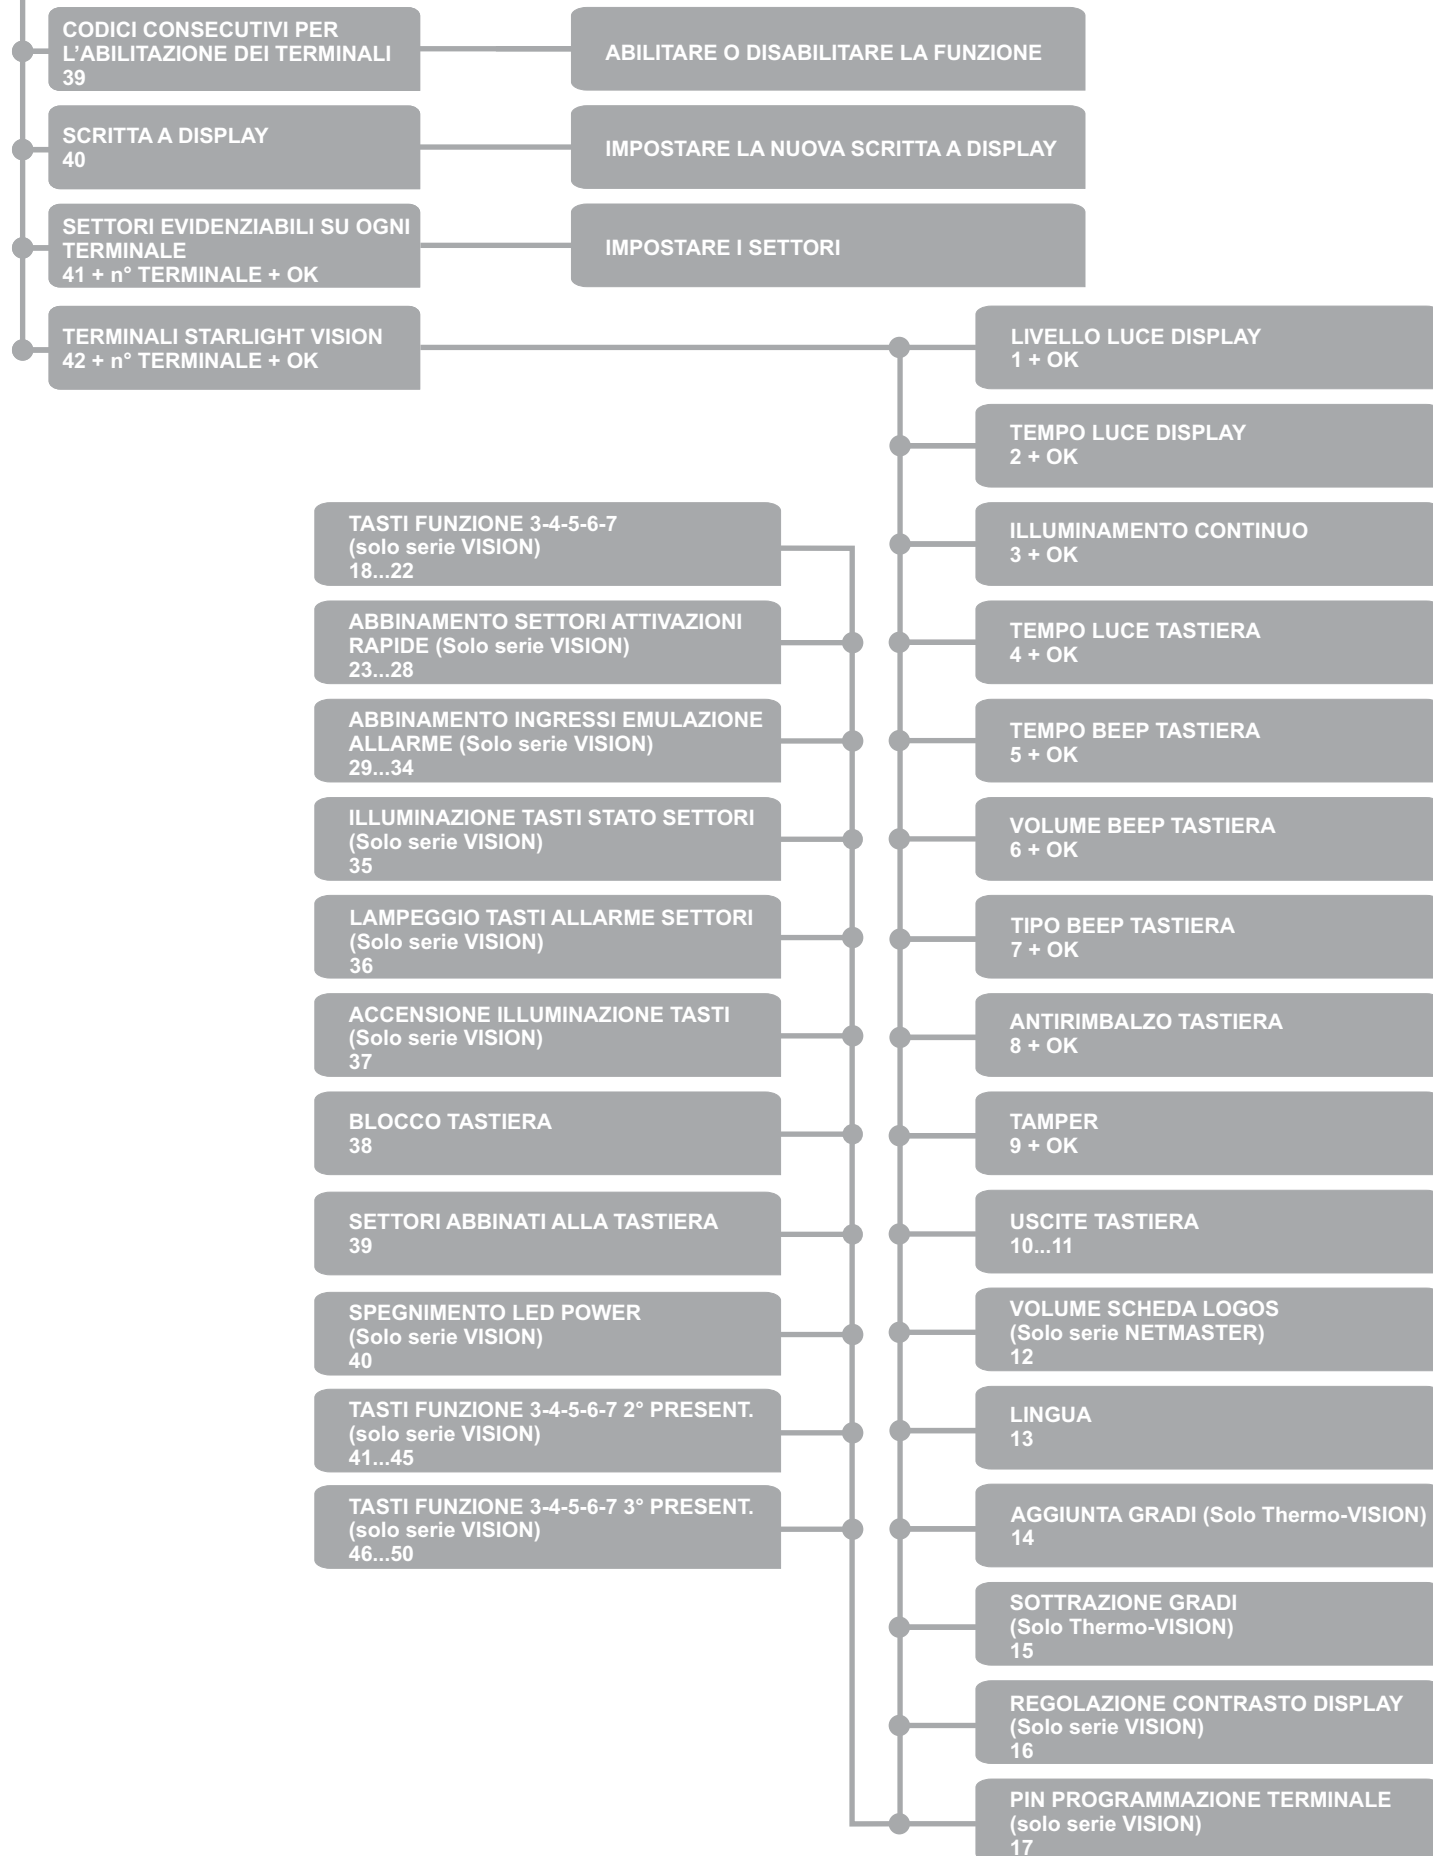 CODICI CONSECUTIVI PER
L’ABILITAZIONE DEI TERMINALI
39
ABILITARE O DISABILITARE LA FUNZIONE
SCRITTA A DISPLAY
40
IMPOSTARE LA NUOVA SCRITTA A DISPLAY
SETTORI EVIDENZIABILI SU OGNI
TERMINALE
41 + n° TERMINALE + OK
IMPOSTARE I SETTORI
TERMINALI STARLIGHT VISION
42 + n° TERMINALE + OK
LIVELLO LUCE DISPLAY
1 + OK
TEMPO LUCE DISPLAY
2 + OK
ILLUMINAMENTO CONTINUO
3 + OK
TEMPO LUCE TASTIERA
4 + OK
TEMPO BEEP TASTIERA
5 + OK
VOLUME BEEP TASTIERA
6 + OK
TIPO BEEP TASTIERA
7 + OK
ANTIRIMBALZO TASTIERA
8 + OK
TAMPER
9 + OK
USCITE TASTIERA
10...11
VOLUME SCHEDA LOGOS
(Solo serie NETMASTER)
12
LINGUA
13
AGGIUNTA GRADI (Solo Thermo-VISION)
14
SOTTRAZIONE GRADI
(Solo Thermo-VISION)
15
REGOLAZIONE CONTRASTO DISPLAY
(Solo serie VISION)
16
PIN PROGRAMMAZIONE TERMINALE
(solo serie VISION)
17
TASTI FUNZIONE 3-4-5-6-7
(solo serie VISION)
18...22
ABBINAMENTO SETTORI ATTIVAZIONI
RAPIDE (Solo serie VISION)
23...28
ABBINAMENTO INGRESSI EMULAZIONE
ALLARME (Solo serie VISION)
29...34
ILLUMINAZIONE TASTI STATO SETTORI
(Solo serie VISION)
35
LAMPEGGIO TASTI ALLARME SETTORI
(Solo serie VISION)
36
ACCENSIONE ILLUMINAZIONE TASTI
(Solo serie VISION)
37
BLOCCO TASTIERA
38
SETTORI ABBINATI ALLA TASTIERA
39
SPEGNIMENTO LED POWER
(Solo serie VISION)
40
TASTI FUNZIONE 3-4-5-6-7 2° PRESENT.
(solo serie VISION)
41...45
TASTI FUNZIONE 3-4-5-6-7 3° PRESENT.
(solo serie VISION)
46...50